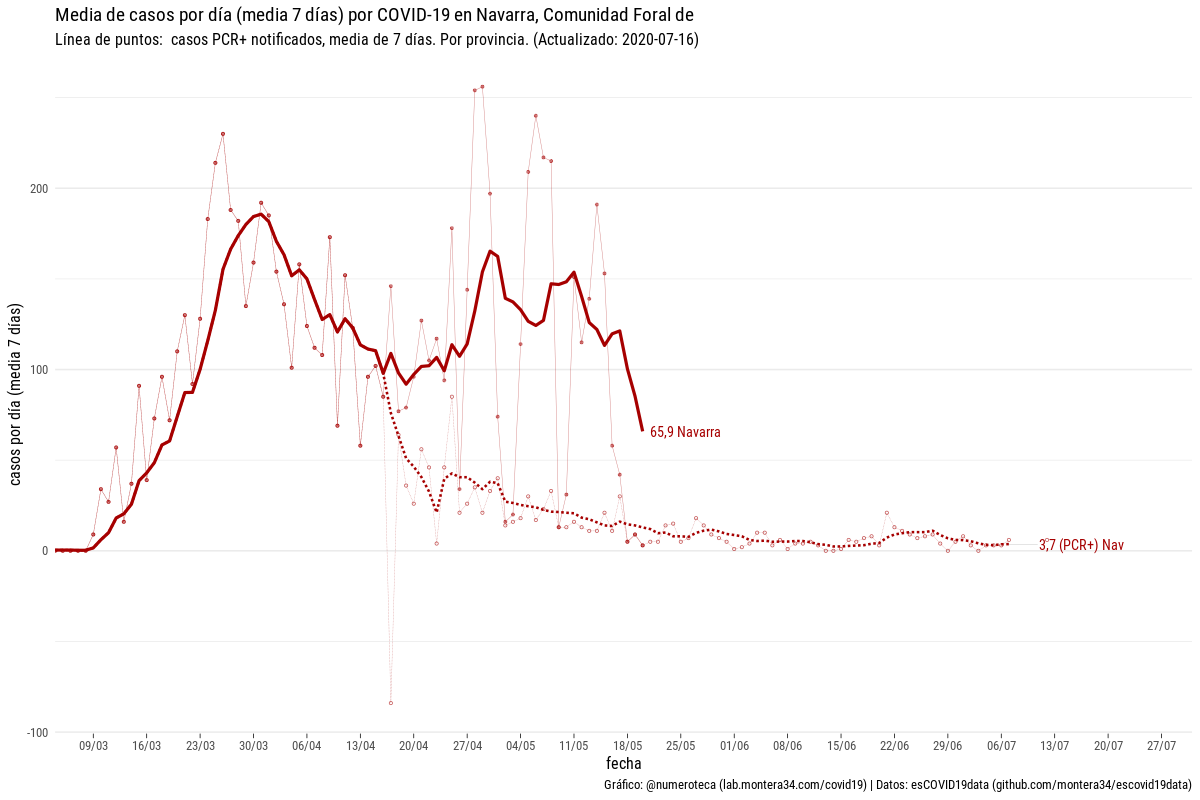 Media de casos por día (media 7 días) por COVID-19 en Navarra, Comunidad Foral de
Línea de puntos:  casos PCR+ notificados, media de 7 días. Por provincia. (Actualizado: 2020-07-16)
casos por día (media 7 días)
200
100
0
-100
65,9 Navarra
3,7 (PCR+) Nav
09/03 16/03 23/03 30/03 06/04 13/04 20/04 27/04 04/05 11/05 18/05 25/05 01/06 08/06 15/06 22/06 29/06 06/07 13/07 20/07 27/07
fecha
Gráfico: @numeroteca (lab.montera34.com/covid19) | Datos: esCOVID19data (github.com/montera34/escovid19data)